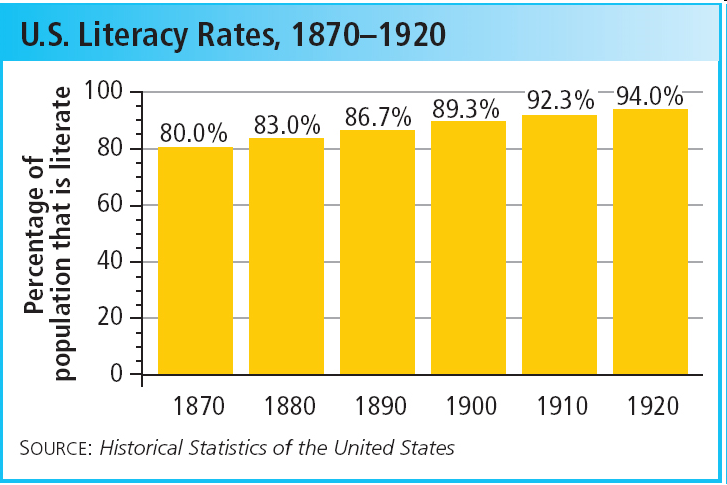 U.S. Literacy Rates, 1870–1920
Percentage of
population that is literate
100
80
60
40
20
0
80.0%
83.0%
86.7%
89.3%
92.3%
94.0%
1870 1880 1890 1900 1910 1920
SOURCE: Historical Statistics of the United States